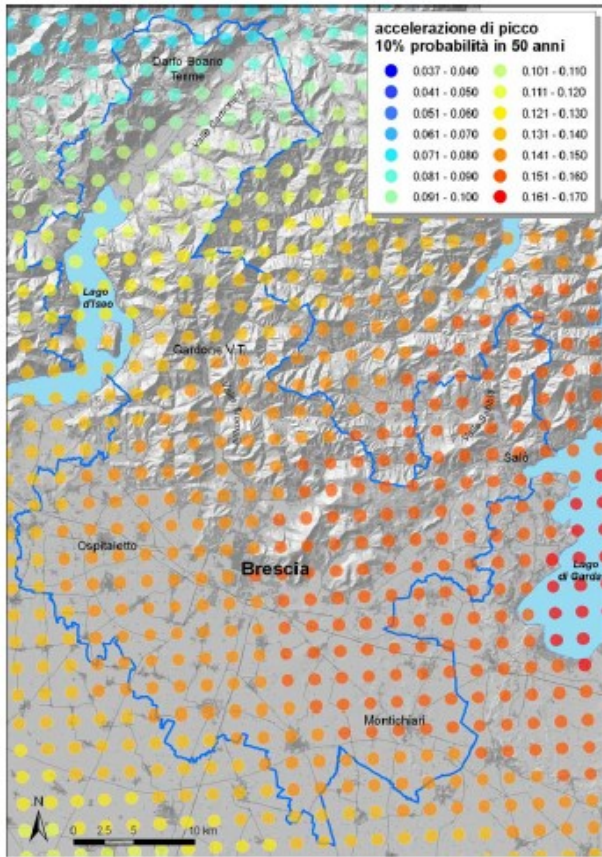 accelerazione di picco
10% probabilità in 50 anni
0.037 - 0.040
0.041 - 0.050
0.051 - 0.060
0.061 - 0.070
0.071 - 0.080
0.081 - 0.090
0.091 - 0.100
0.101 - 0.110
0.111 - 0.120
0.121 - 0.130
0.131 - 0.140
0.141 - 0.150
0.151 - 0.160
0.161 - 0.170
Darfo Boario
Terme
Valle Camonica
Lago
d'Iseo
Gardone V.T.
Salò
Ospitaletto
Brescia
Lago
di Garda
Montichiari
N
0 2.5 5 10 km